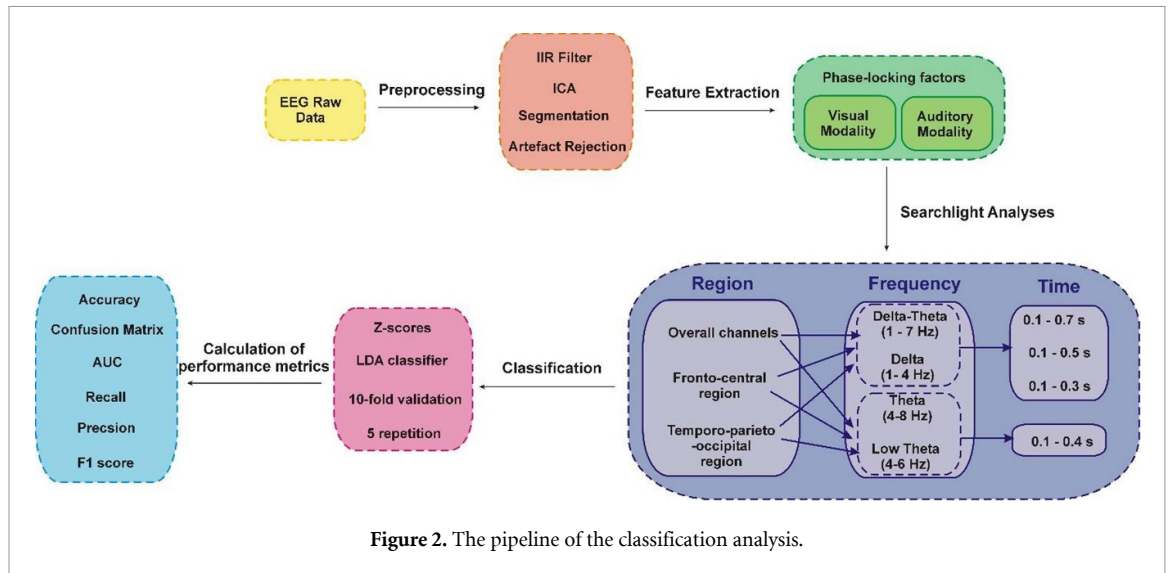 EEG Raw
Data
Preprocessing
IIR Filter
ICA
Segmentation
Artefact Rejection
Feature Extraction
Phase-locking factors
Visual
Modality
Auditory
Modality
Searchlight Analyses
Region
Overall channels
Fronto-central
region
Temporo-parieto
-occipital
region
Frequency
Delta-Theta
(1 - 7 Hz)
Delta
(1- 4 Hz)
Theta
(4-8 Hz)
Low Theta
(4-6 Hz)
Time
0.1 - 0.7 s
0.1 - 0.5 s
0.1 - 0.3 s
0.1 - 0.4 s
Classification
Z-scores
LDA classifier
10-fold validation
5 repetition
Calculation of
performance metrics
Accuracy
Confusion Matrix
AUC
Recall
Precsion
F1 score
Figure 2. The pipeline of the classification analysis.